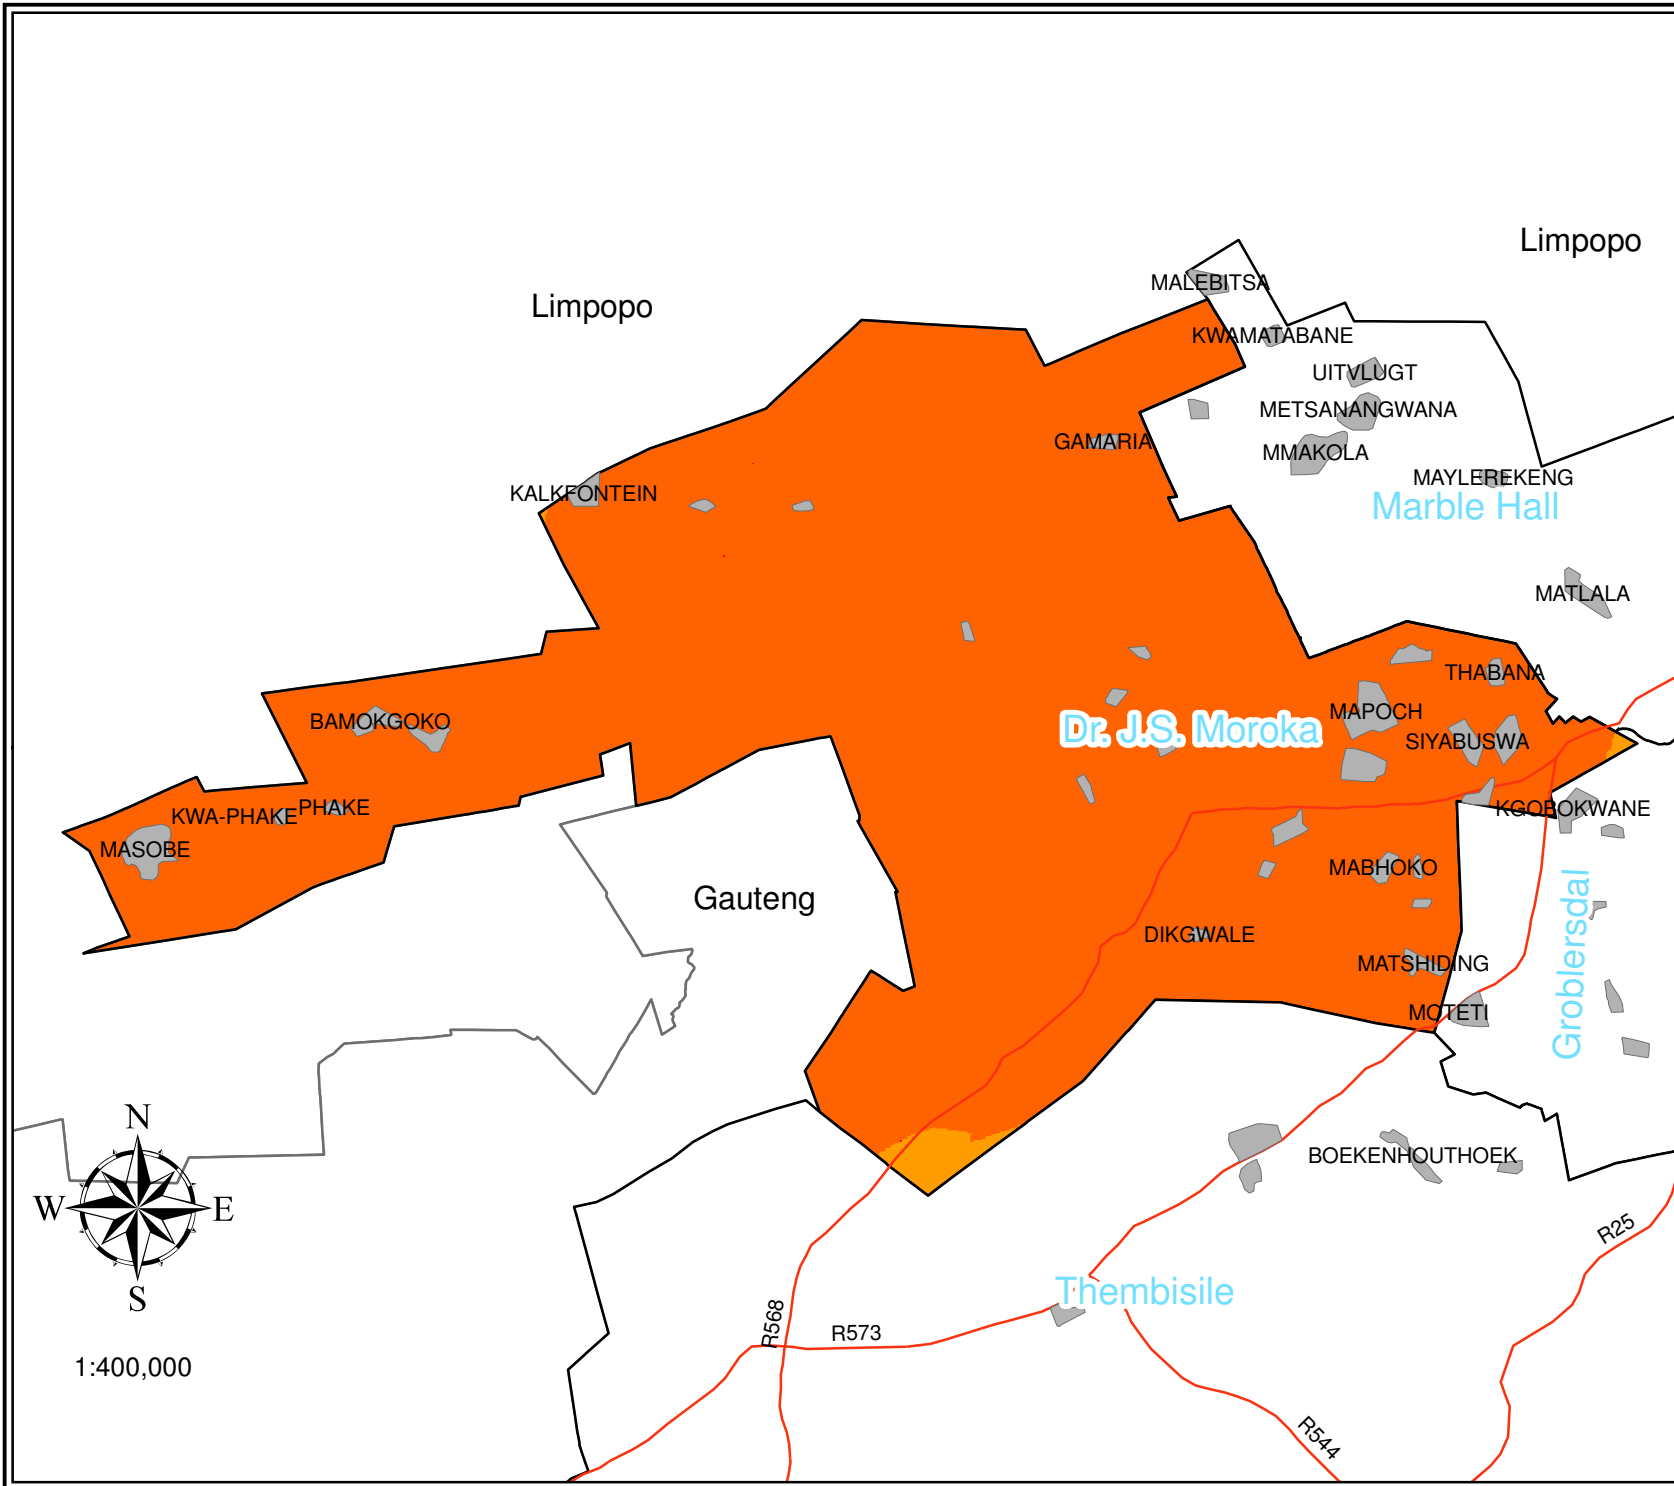 Limpopo
MALEBITSA
Limpopo
KWAMATABANE
UITVLUGT
METSANANGWANA
GAMARIA
MMAKOLA
MAYLEREKENG
KALKFONTEIN
Marble Hall
MATLALA
THABANA
MAPOCH
BAMOKGOKO
Dr. J.S. Moroka
SIYABUSWA
PHAKE
KWA-PHAKE
KGOBOKWANE
MASOBE
MABHOKO
Gauteng
DIKGWALE
Groblersdal
MATSHIDING
MOTETI
N
BOEKENHOUTHOEK
W
E
R25
S
Thembisile
R568
R573
1:400,000
R544